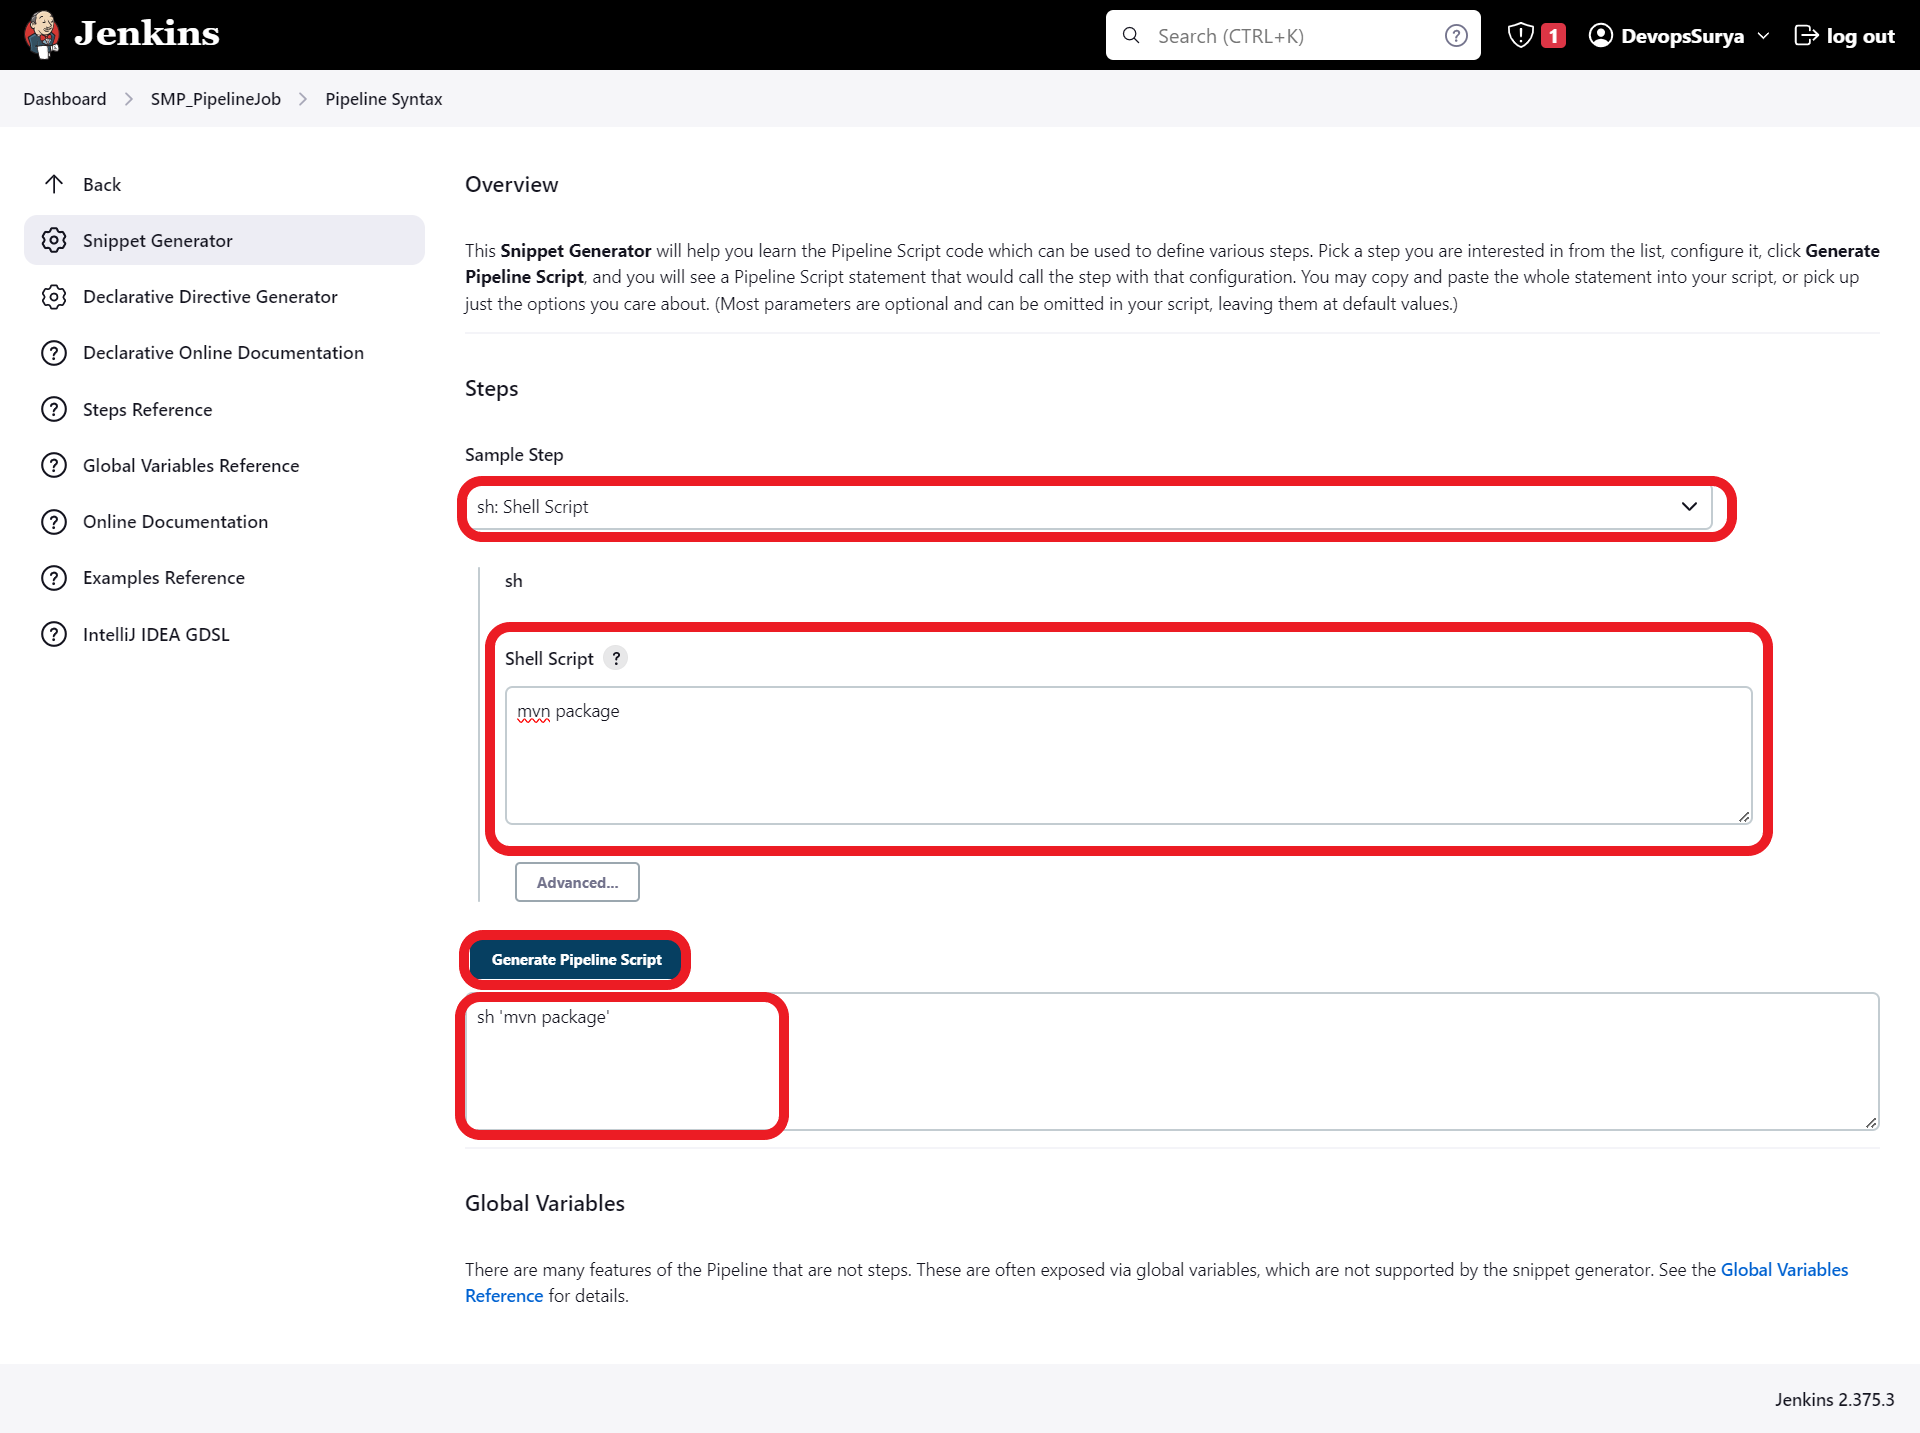 Jenkins
Search (CTRL+K)
?
1
DevopsSurya
log out
Dashboard
SMP_PipelineJob
Pipeline Syntax
Back
Snippet Generator
Declarative Directive Generator
Declarative Online Documentation
Steps Reference
Global Variables Reference
Online Documentation
Examples Reference
IntelliJ IDEA GDSL
Overview
This Snippet Generator will help you learn the Pipeline Script code which can be used to define various steps. Pick a step you are interested in from the list, configure it, click Generate
Pipeline Script, and you will see a Pipeline Script statement that would call the step with that configuration. You may copy and paste the whole statement into your script, or pick up
just the options you care about. (Most parameters are optional and can be omitted in your script, leaving them at default values.)
Steps
Sample Step
sh: Shell Script
sh
Shell Script ?
mvn package
Advanced...
Generate Pipeline Script
sh 'mvn package'
Global Variables
There are many features of the Pipeline that are not steps. These are often exposed via global variables, which are not supported by the snippet generator. See the Global Variables
Reference for details.
Jenkins 2.375.3